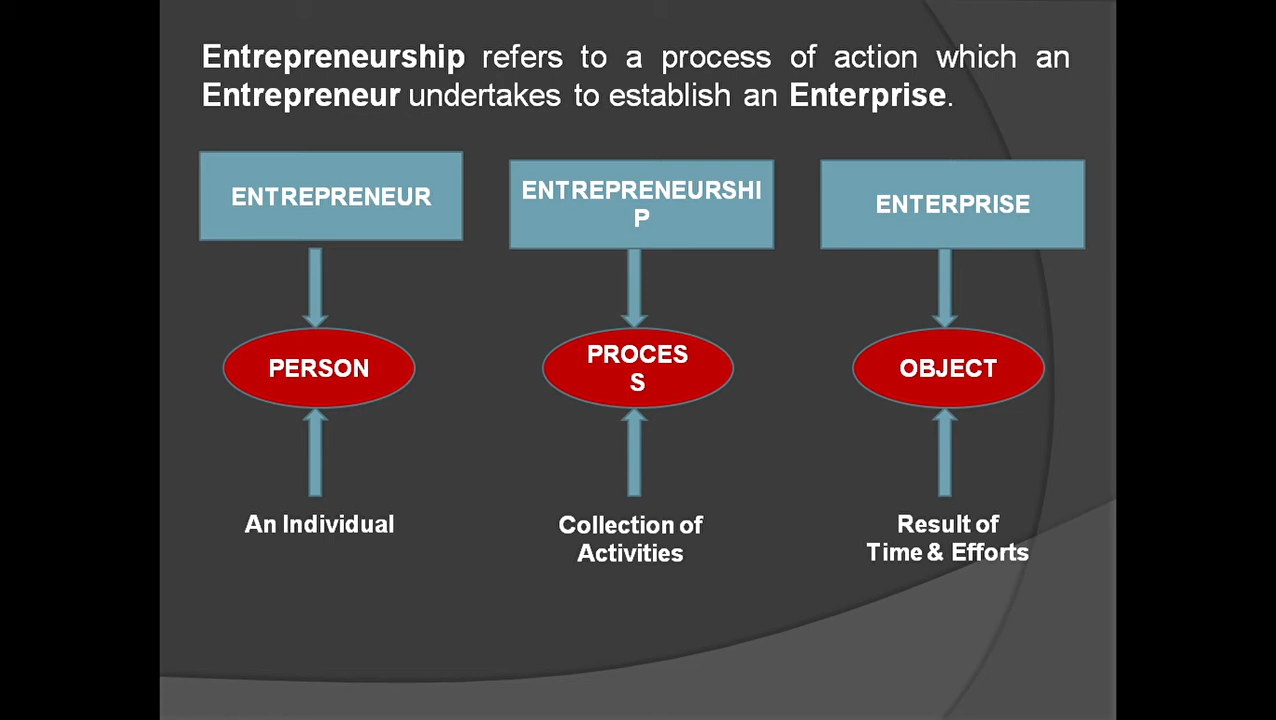 Entrepreneurship refers to a process of action which an
Entrepreneur undertakes to establish an Enterprise.
ENTREPRENEUR
ENTREPRENEURSHI
P
ENTERPRISE
PERSON
PROCES
S
OBJECT
An Individual
Collection of
Activities
Result of
Time & Efforts